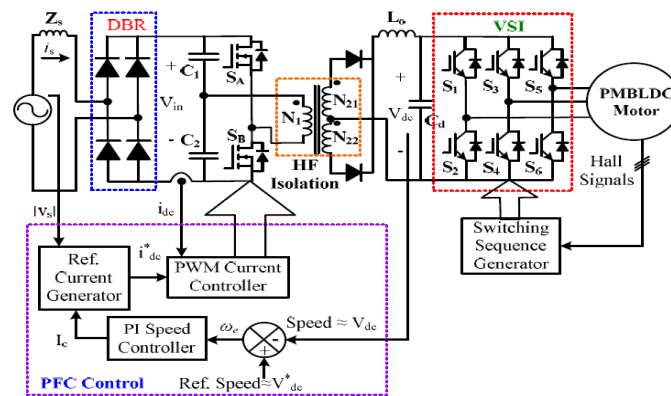 Zs
is
DBR
+
Vin
-
C1
C2
SA
SB
N1
N21
N22
HF
Isolation
Lo
+
Vdc
-
Cd
VSI
S1
S3
S5
S2
S4
S6
PMBLDC
Motor
Hall
Signals
Switching
Sequence
Generator
|vs|
idc
Ref.
Current
Generator
i*dc
PWM Current
Controller
Ic
PI Speed
Controller
ωe
-
+
Speed ≈ Vdc
Ref. Speed≈V*dc
PFC Control